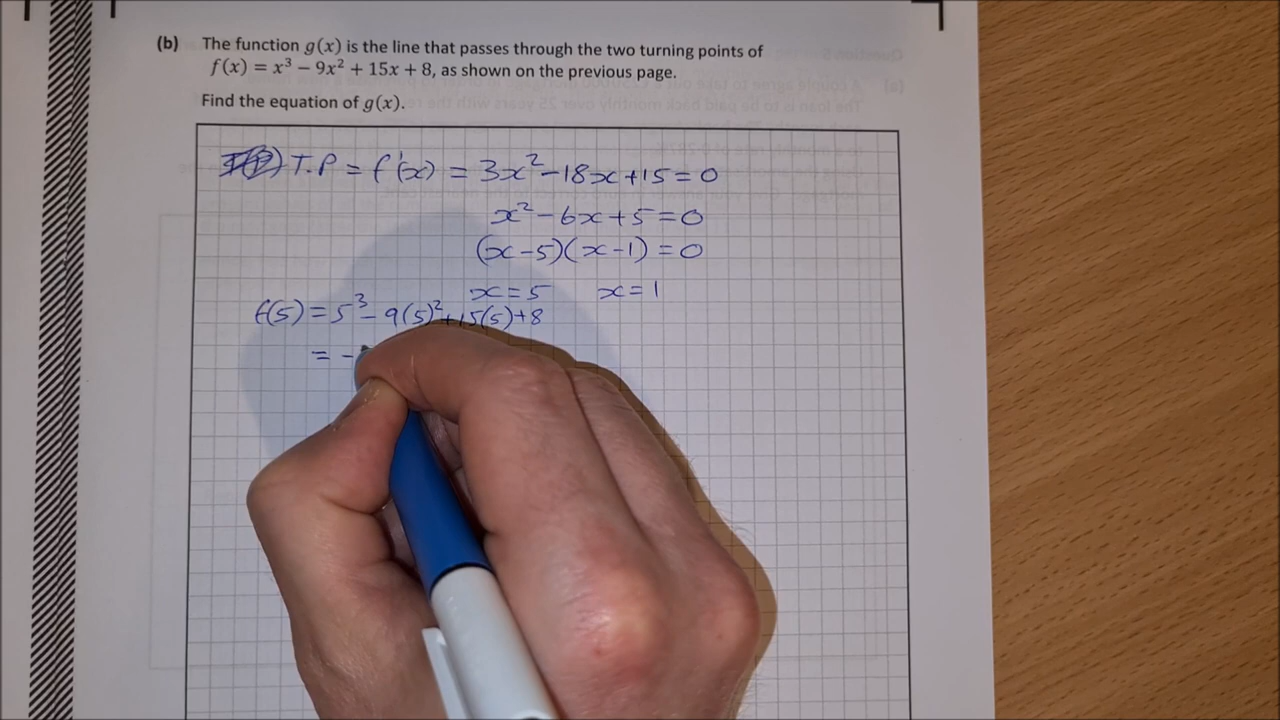 (b) The function g(x) is the line that passes through the two turning points of
f(x) = x³ − 9x² + 15x + 8, as shown on the previous page.
Find the equation of g(x).
T.P = f'(x) = 3x² − 18x + 15 = 0
x² − 6x + 5 = 0
(x − 5)(x − 1) = 0
x = 5 x = 1
f(5) = 5³ − 9(5)² + 15(5) + 8
= −